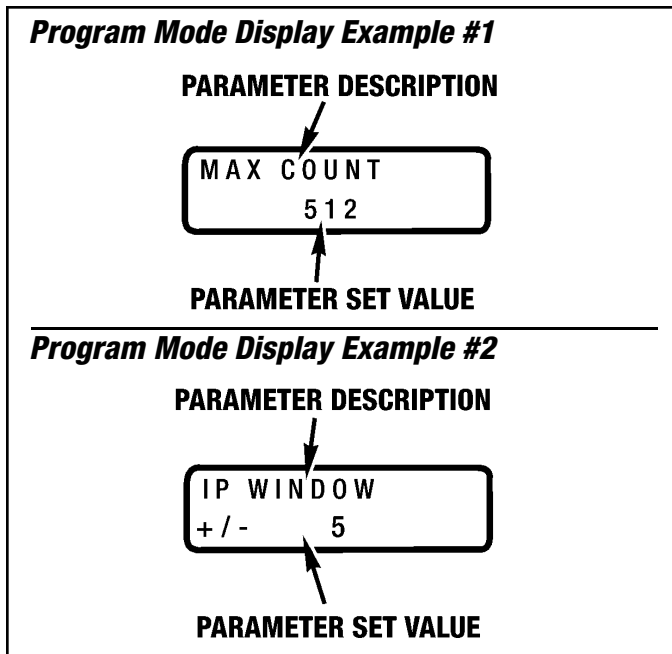 Program Mode Display Example #1
PARAMETER DESCRIPTION
MAX COUNT
512
PARAMETER SET VALUE
Program Mode Display Example #2
PARAMETER DESCRIPTION
IP WINDOW
+/- 5
PARAMETER SET VALUE